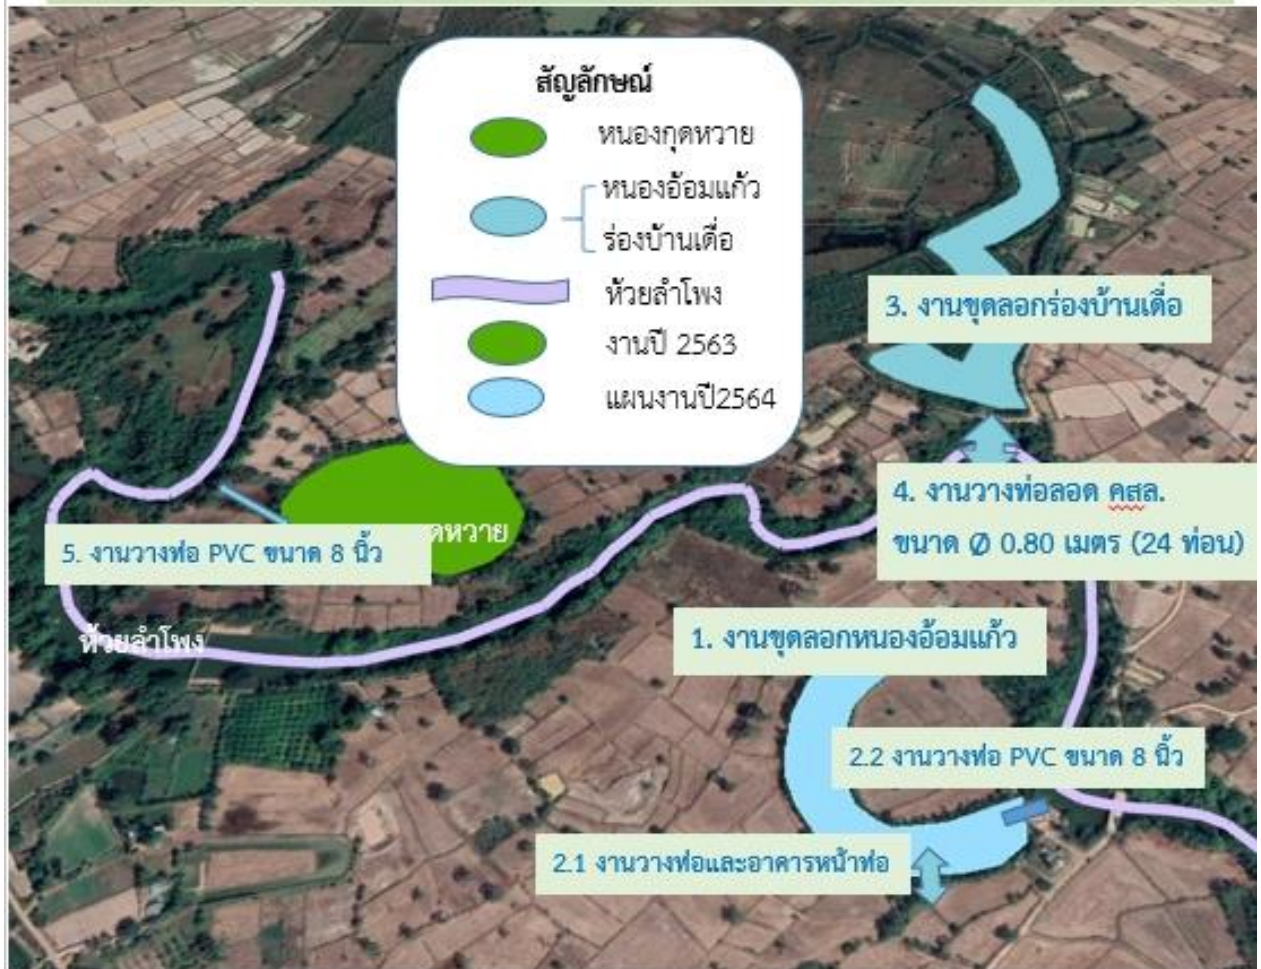 สัญลักษณ์
หนองกุดหวาย
หนองอ้อมแก้ว
ร่องบ้านเดื่อ
ห้วยลำโพง
งานปี 2563
แผนงานปี2564
3. งานขุดลอกร่องบ้านเดื่อ
4. งานวางท่อลอด คสล.
ขนาด Ø 0.80 เมตร (24 ท่อน)
ดหวาย
5. งานวางท่อ PVC ขนาด 8 นิ้ว
ห้วยลำโพง
1. งานขุดลอกหนองอ้อมแก้ว
2.2 งานวางท่อ PVC ขนาด 8 นิ้ว
2.1 งานวางท่อและอาคารหน้าท่อ